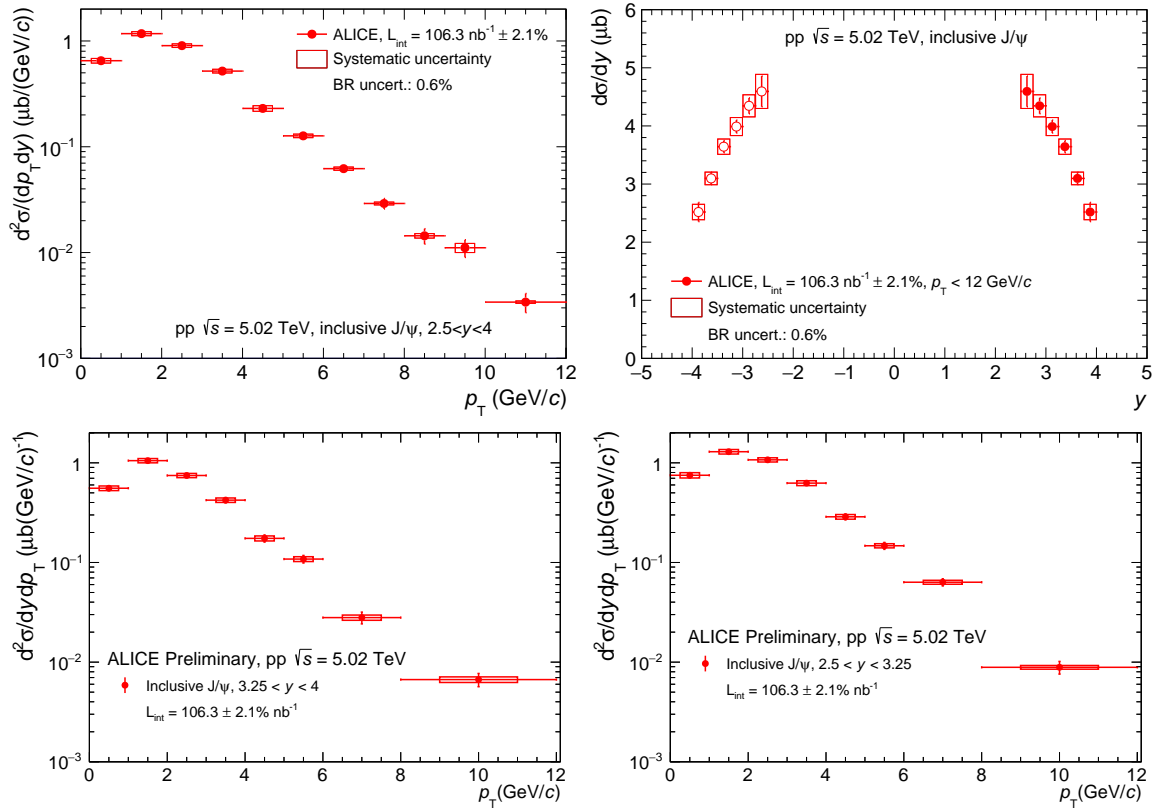 d²σ/(dp_T dy) (μb/(GeV/c))
1
10⁻¹
10⁻²
10⁻³
ALICE, L_int = 106.3 nb⁻¹ ± 2.1%
Systematic uncertainty
BR uncert.: 0.6%
pp √s = 5.02 TeV, inclusive J/ψ, 2.5<y<4
0 2 4 6 8 10 12
p_T (GeV/c)
dσ/dy (μb)
6
5
4
3
2
1
0
pp √s = 5.02 TeV, inclusive J/ψ
ALICE, L_int = 106.3 nb⁻¹ ± 2.1%, p_T < 12 GeV/c
Systematic uncertainty
BR uncert.: 0.6%
−5 −4 −3 −2 −1 0 1 2 3 4 5
y
d²σ/dydp_T (μb(GeV/c)⁻¹)
1
10⁻¹
10⁻²
10⁻³
ALICE Preliminary, pp √s = 5.02 TeV
Inclusive J/ψ, 3.25 < y < 4
L_int = 106.3 ± 2.1% nb⁻¹
0 2 4 6 8 10 12
p_T(GeV/c)
d²σ/dydp_T (μb(GeV/c)⁻¹)
1
10⁻¹
10⁻²
10⁻³
ALICE Preliminary, pp √s = 5.02 TeV
Inclusive J/ψ, 2.5 < y < 3.25
L_int = 106.3 ± 2.1% nb⁻¹
0 2 4 6 8 10 12
p_T(GeV/c)